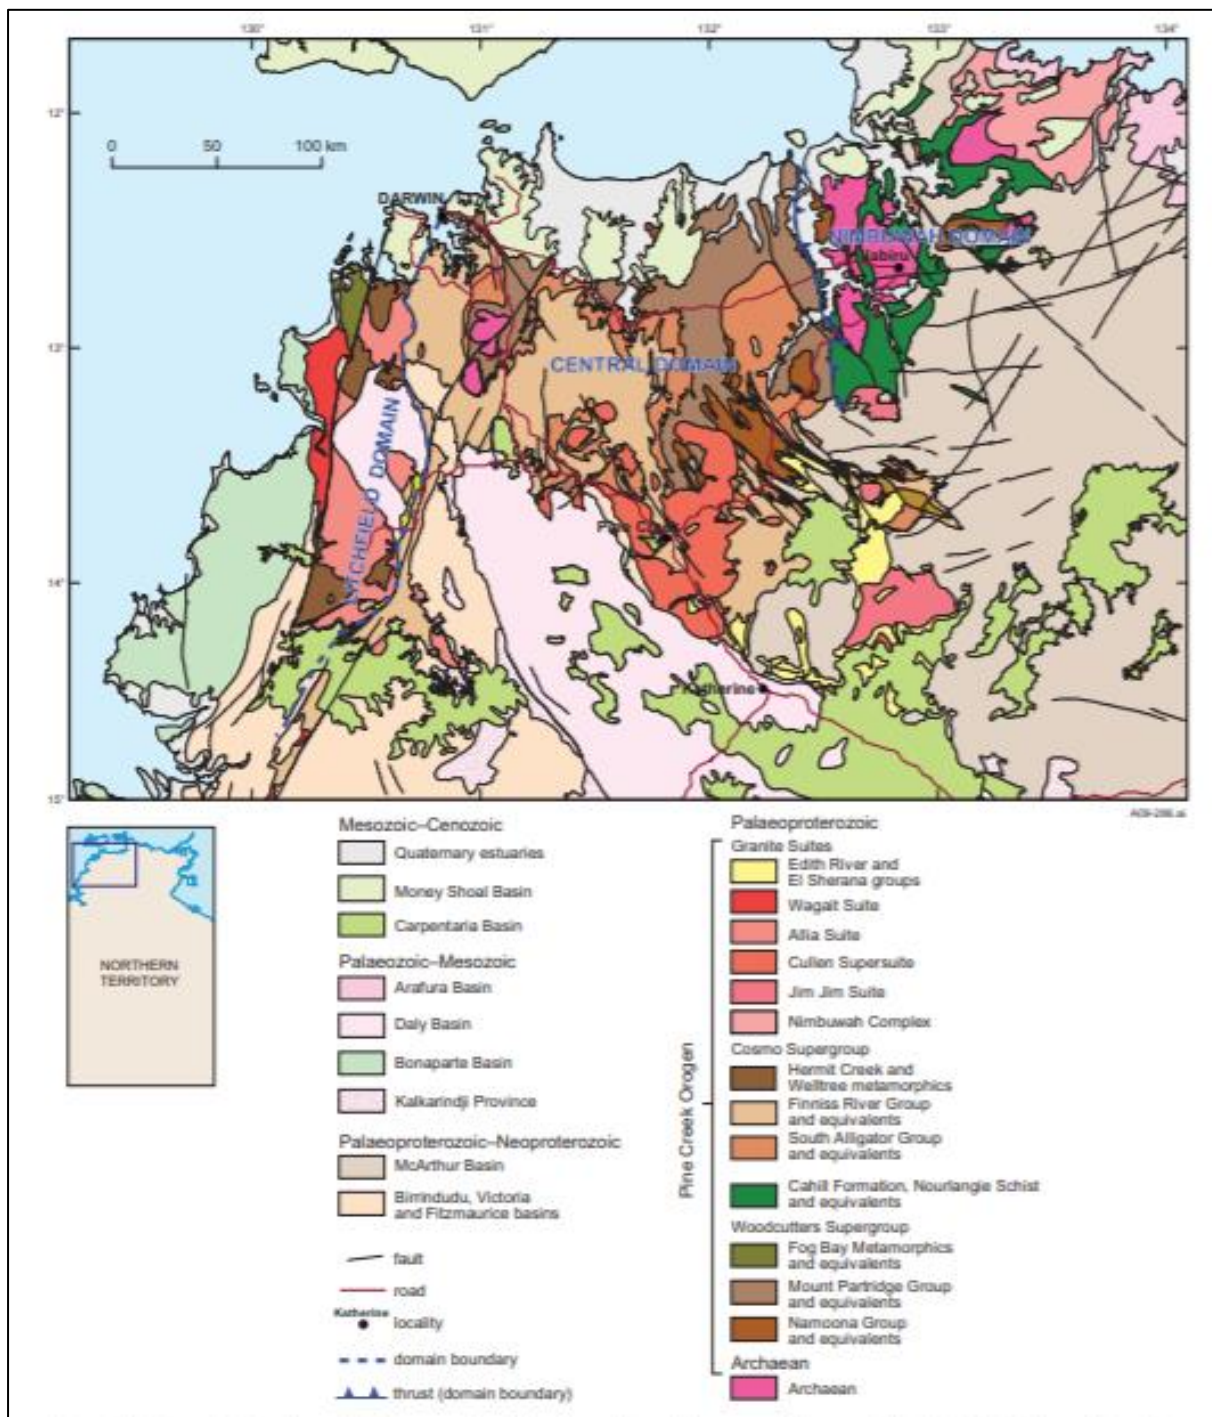 130° 131° 132° 133° 134°
12°
0 50 100 km
DARWIN
NIMBUWAH DOMAIN
Jabiru
13°
CENTRAL DOMAIN
LITCHFIELD DOMAIN
Pine Creek
14°
Katherine
15°
NORTHERN
TERRITORY
Mesozoic–Cenozoic
Quaternary estuaries
Money Shoal Basin
Carpentaria Basin
Palaeozoic–Mesozoic
Arafura Basin
Daly Basin
Bonaparte Basin
Kalkarindji Province
Palaeoproterozoic–Neoproterozoic
McArthur Basin
Birrindudu, Victoria
and Fitzmaurice basins
fault
road
Katherine
locality
domain boundary
thrust (domain boundary)
Pine Creek Orogen
Palaeoproterozoic
Granite Suites
Edith River and
El Sherana groups
Wagait Suite
Allia Suite
Cullen Supersuite
Jim Jim Suite
Nimbuwah Complex
Cosmo Supergroup
Hermit Creek and
Welltree metamorphics
Finniss River Group
and equivalents
South Alligator Group
and equivalents
Cahill Formation, Nourlangie Schist
and equivalents
Woodcutters Supergroup
Fog Bay Metamorphics
and equivalents
Mount Partridge Group
and equivalents
Namoona Group
and equivalents
Archaean
Archaean